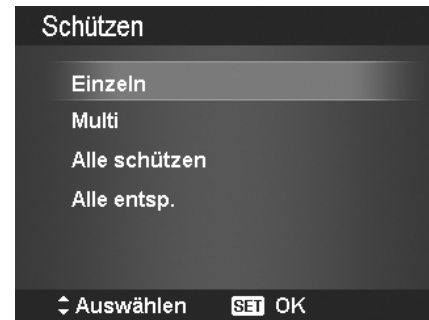 Schützen
Einzeln
Multi
Alle schützen
Alle entsp.
Auswählen SET OK